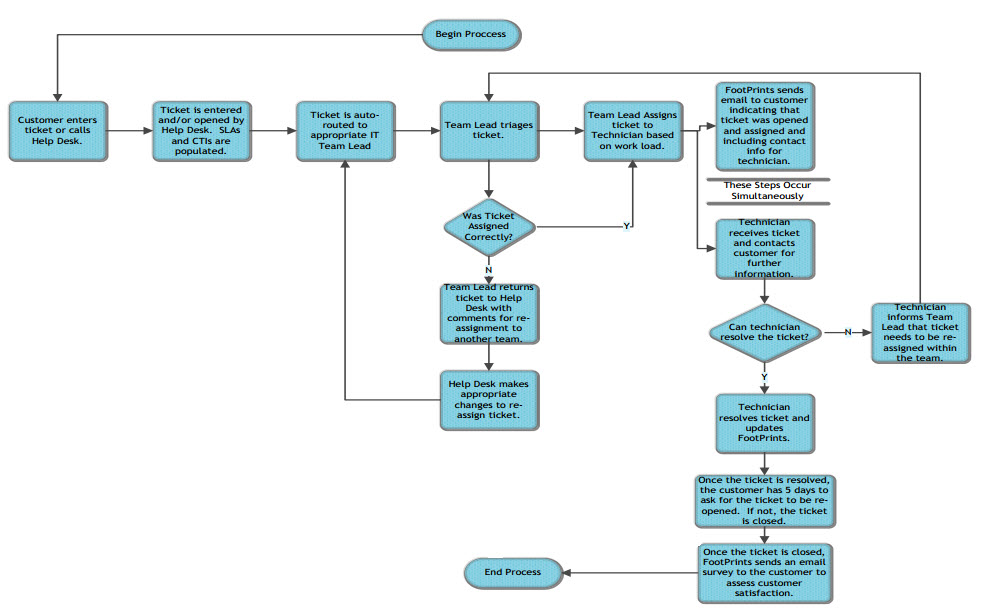 Begin Proccess
Customer enters
ticket or calls
Help Desk.
Ticket is entered
and/or opened by
Help Desk. SLAs
and CTIs are
populated.
Ticket is auto-
routed to
appropriate IT
Team Lead
Team Lead triages
ticket.
Team Lead Assigns
ticket to
Technician based
on work load.
FootPrints sends
email to customer
indicating that
ticket was opened
and assigned and
including contact
info for
technician.
These Steps Occur
Simultaneously
Was Ticket
Assigned
Correctly?
Y
N
Team Lead returns
ticket to Help
Desk with
comments for re-
assignment to
another team.
Help Desk makes
appropriate
changes to re-
assign ticket.
Technician
receives ticket
and contacts
customer for
further
information.
Can technician
resolve the ticket?
N
Technician
informs Team
Lead that ticket
needs to be re-
assigned within
the team.
Y
Technician
resolves ticket and
updates
FootPrints.
Once the ticket is resolved,
the customer has 5 days to
ask for the ticket to be re-
opened. If not, the ticket
is closed.
Once the ticket is closed,
FootPrints sends an email
survey to the customer to
assess customer
satisfaction.
End Process